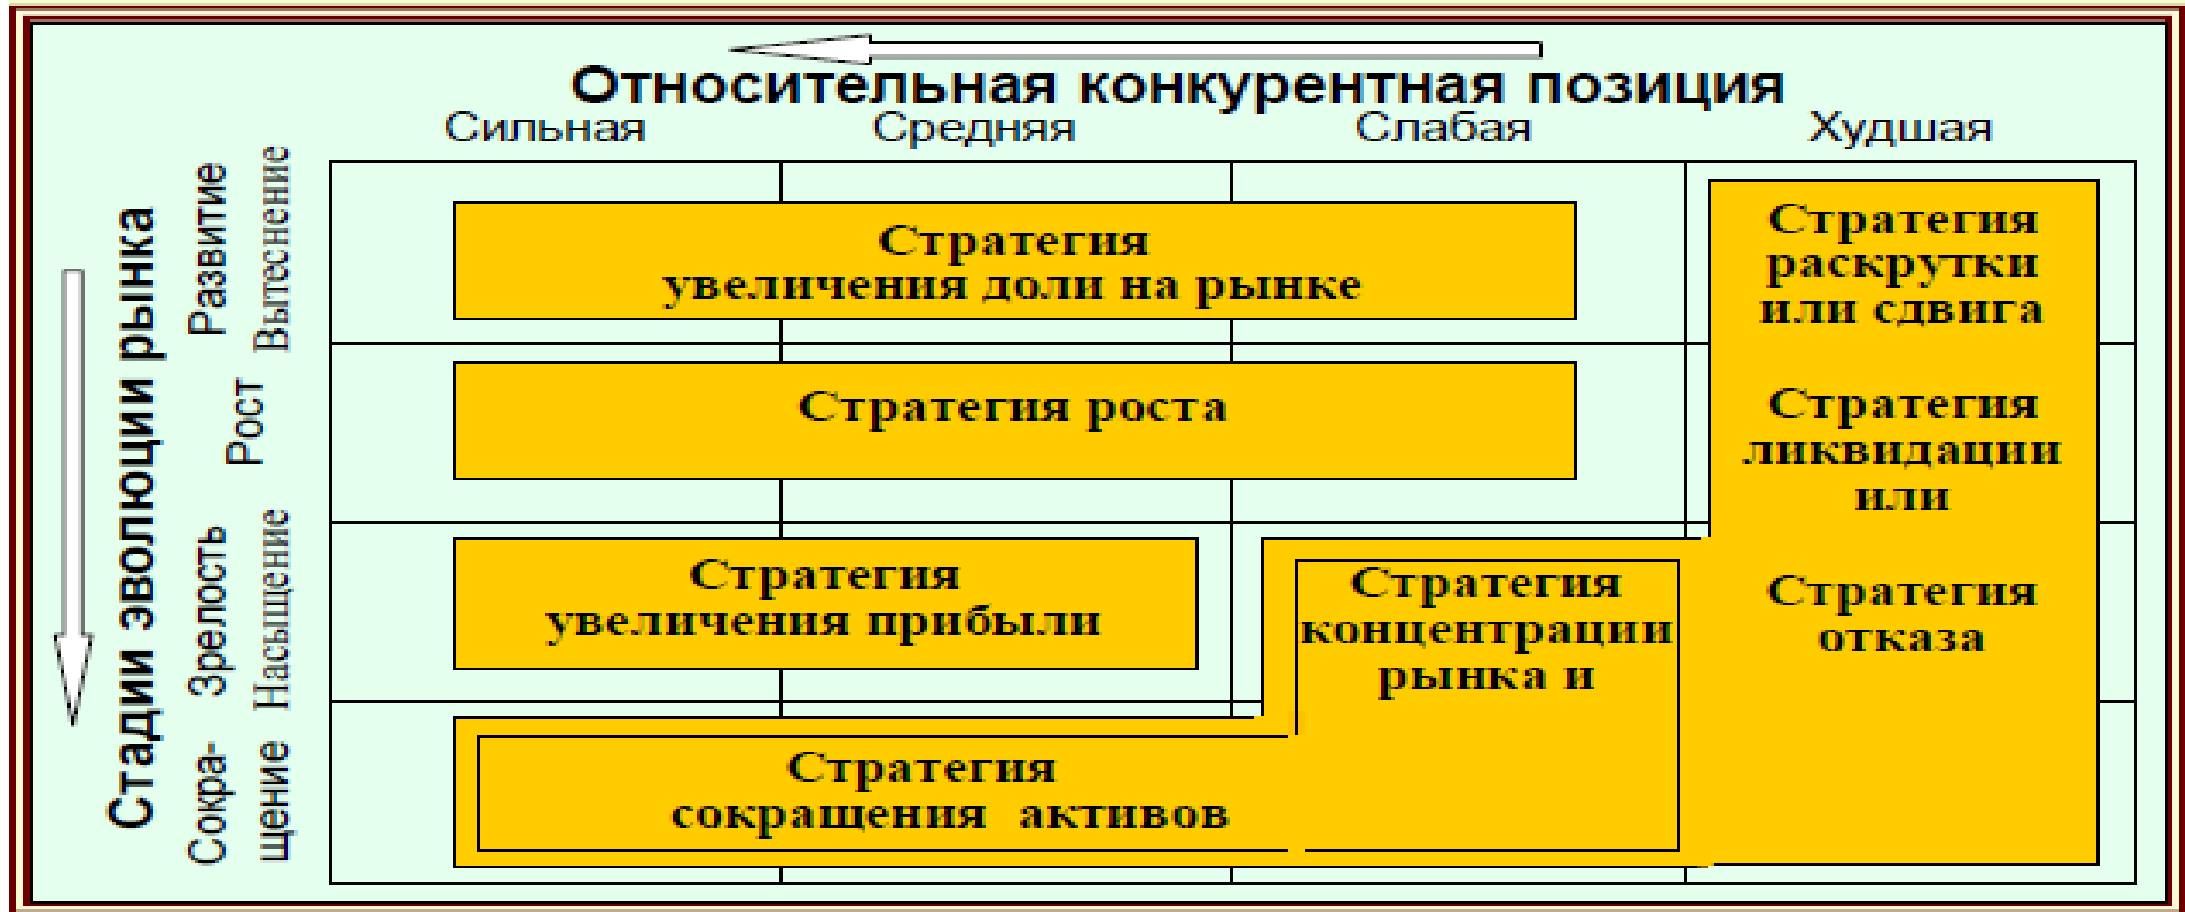 Относительная конкурентная позиция
Сильная Средняя Слабая Худшая
Стадии эволюции рынка
Развитие
Вытеснение
Рост
Зрелость
Насыщение
Сокра-
щение
Стратегия
увеличения доли на рынке
Стратегия роста
Стратегия
увеличения прибыли
Стратегия
концентрации
рынка и
Стратегия
сокращения активов
Стратегия
раскрутки
или сдвига
Стратегия
ликвидации
или
Стратегия
отказа